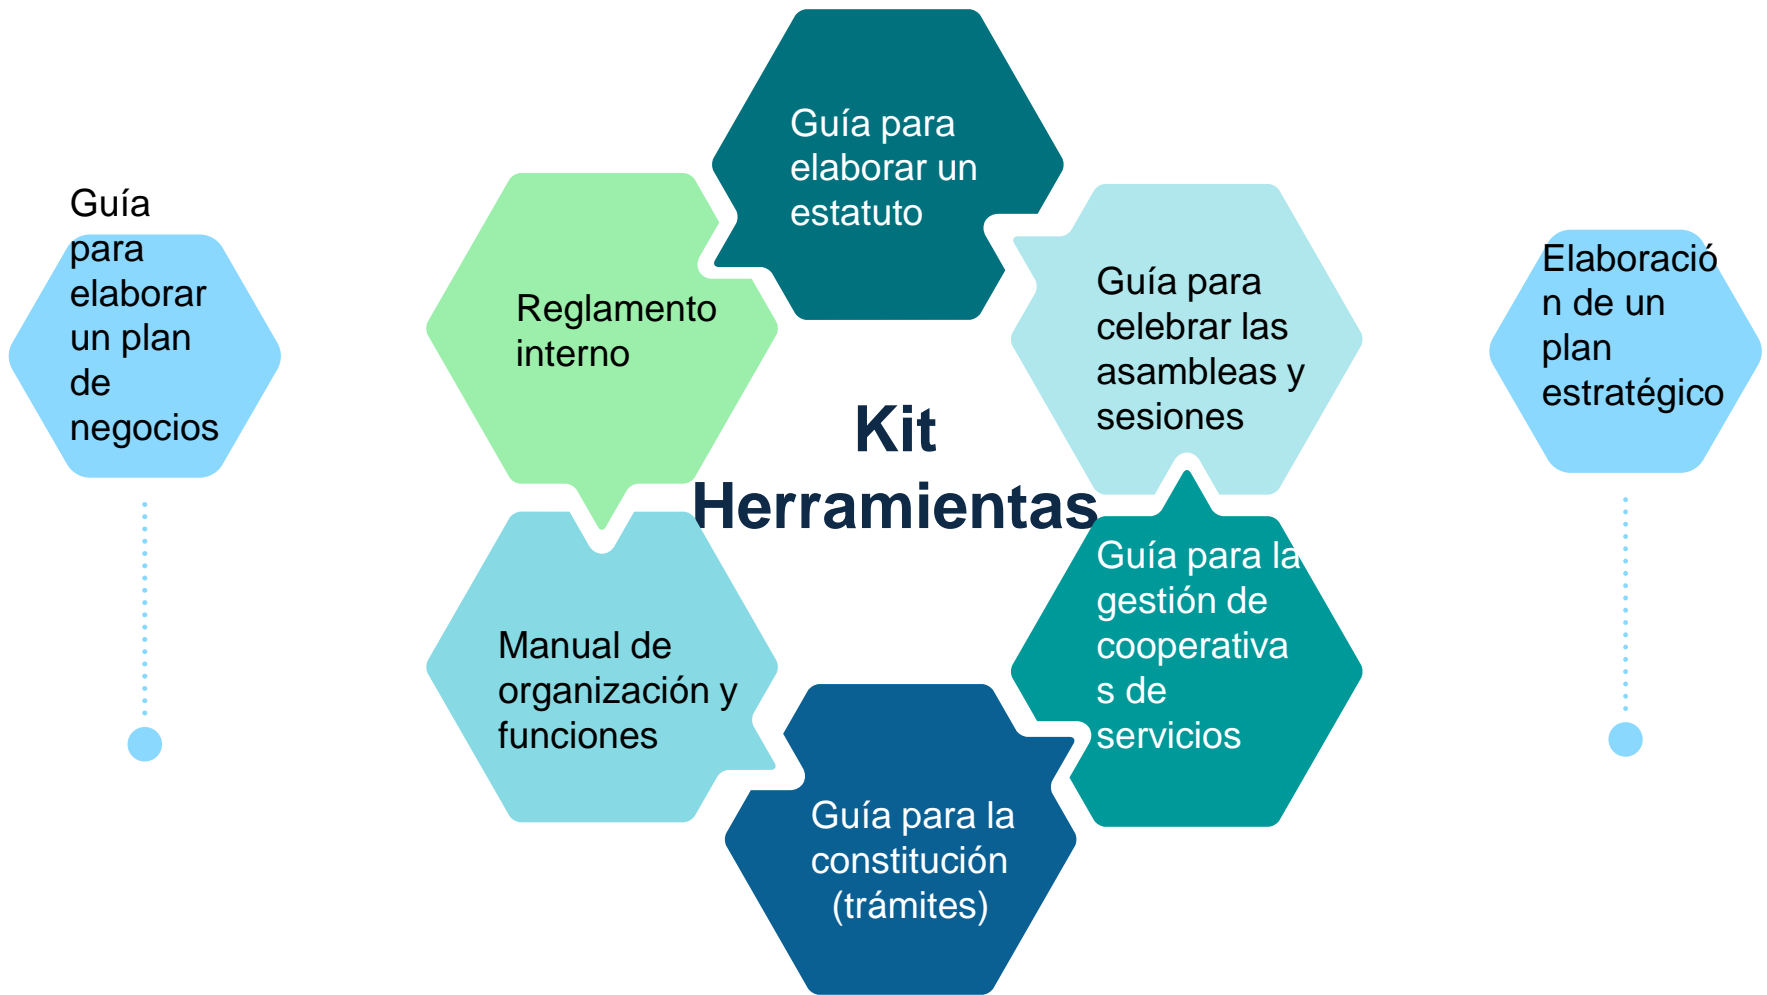 Guía para
elaborar un
estatuto
Guía
para
elaborar
un plan
de
negocios
Reglamento
interno
Guía para
celebrar las
asambleas y
sesiones
Elaboració
n de un
plan
estratégico
Kit
Herramientas
Manual de
organización y
funciones
Guía para la
gestión de
cooperativa
s de
servicios
Guía para la
constitución
(trámites)